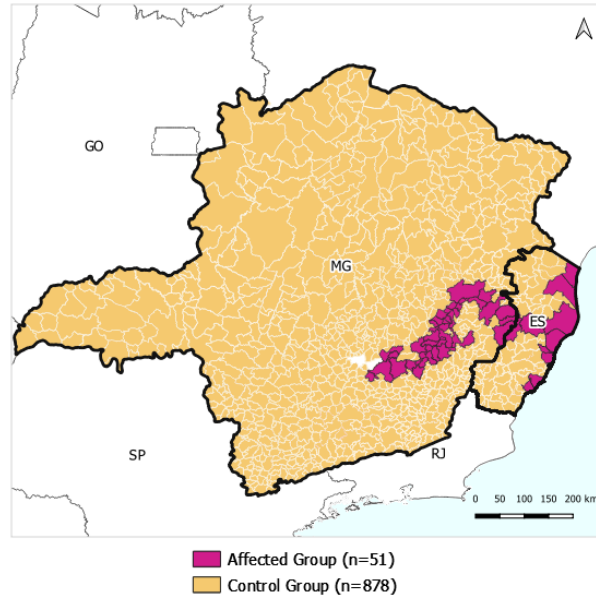 GO
MG
ES
SP
RJ
0 50 100 150 200 km
Affected Group (n=51)
Control Group (n=878)